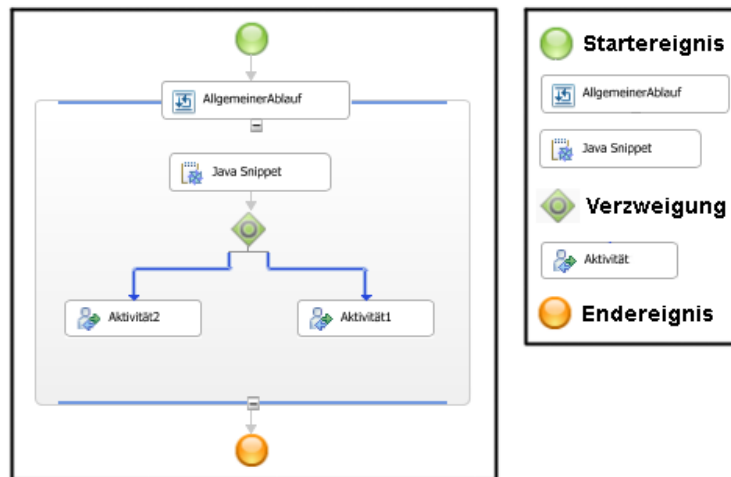 AllgemeinerAblauf
Java Snippet
Aktivität2
Aktivität1
Startereignis
AllgemeinerAblauf
Java Snippet
Verzweigung
Aktivität
Endereignis